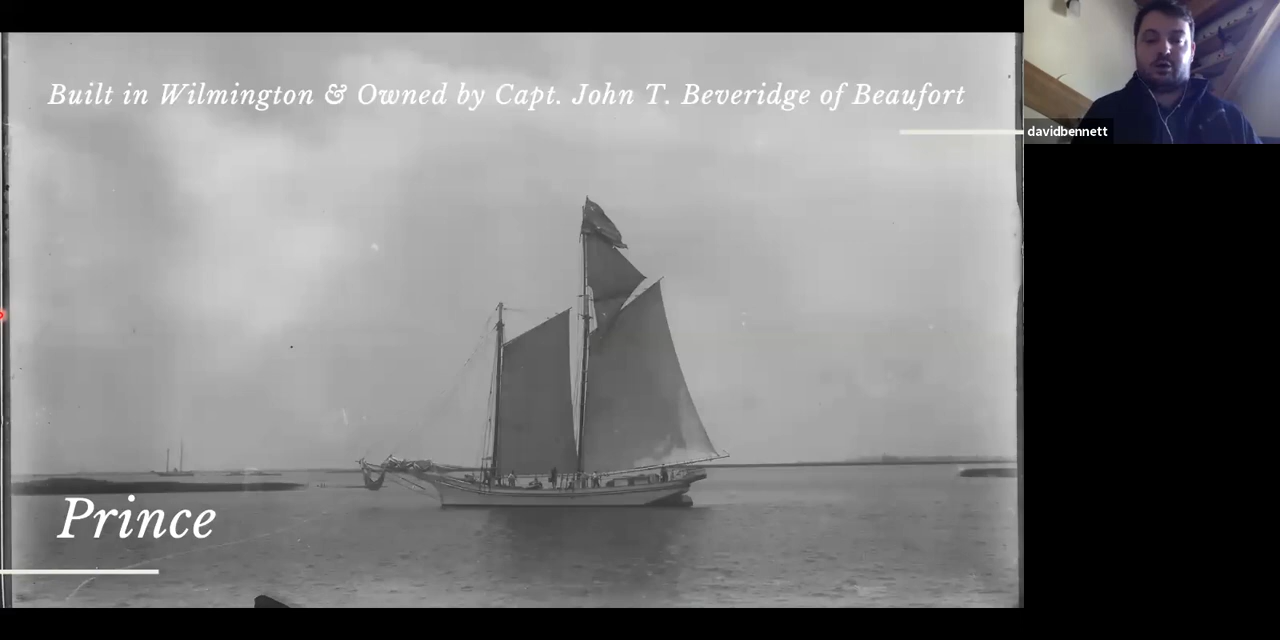 Built in Wilmington & Owned by Capt. John T. Beveridge of Beaufort
davidbennett
Prince